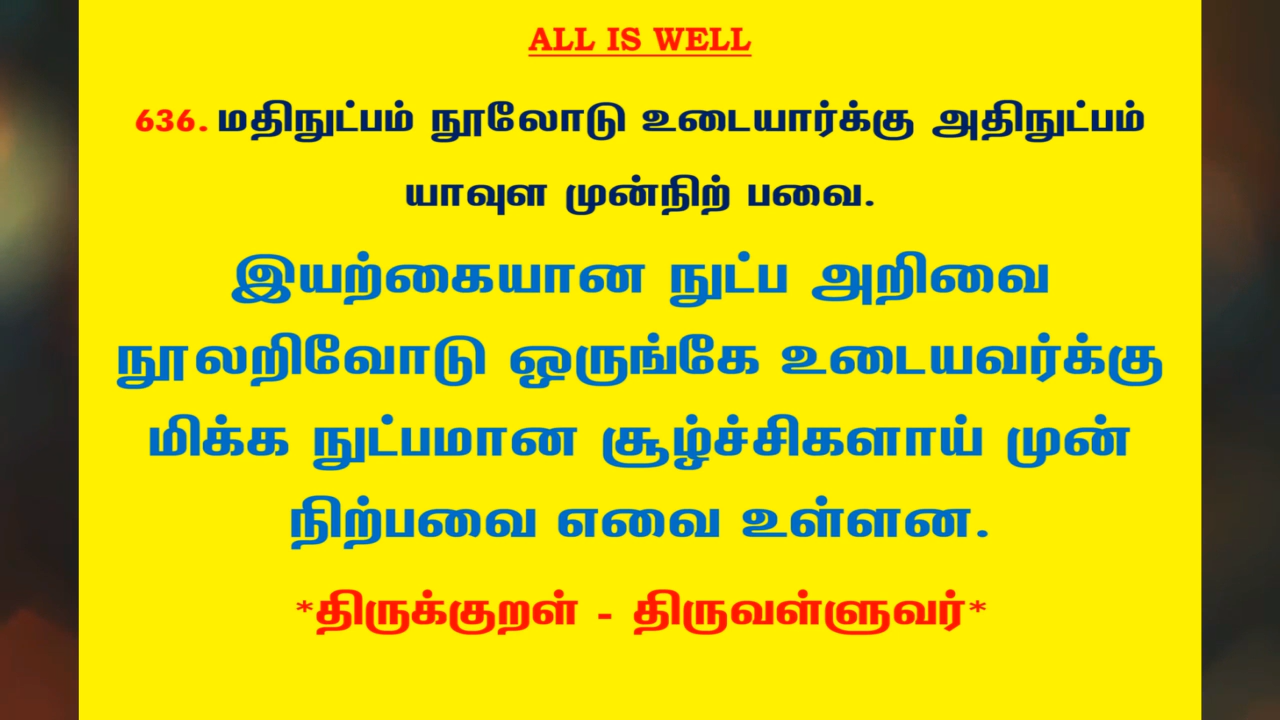 ALL IS WELL
636. மதிநுட்பம் நூலோடு உடையார்க்கு அதிநுட்பம்
யாவுள முன்நிற் பவை.
இயற்கையான நுட்ப அறிவை
நூலறிவோடு ஒருங்கே உடையவர்க்கு
மிக்க நுட்பமான சூழ்ச்சிகளாய் முன்
நிற்பவை எவை உள்ளன.
*திருக்குறள் - திருவள்ளுவர்*